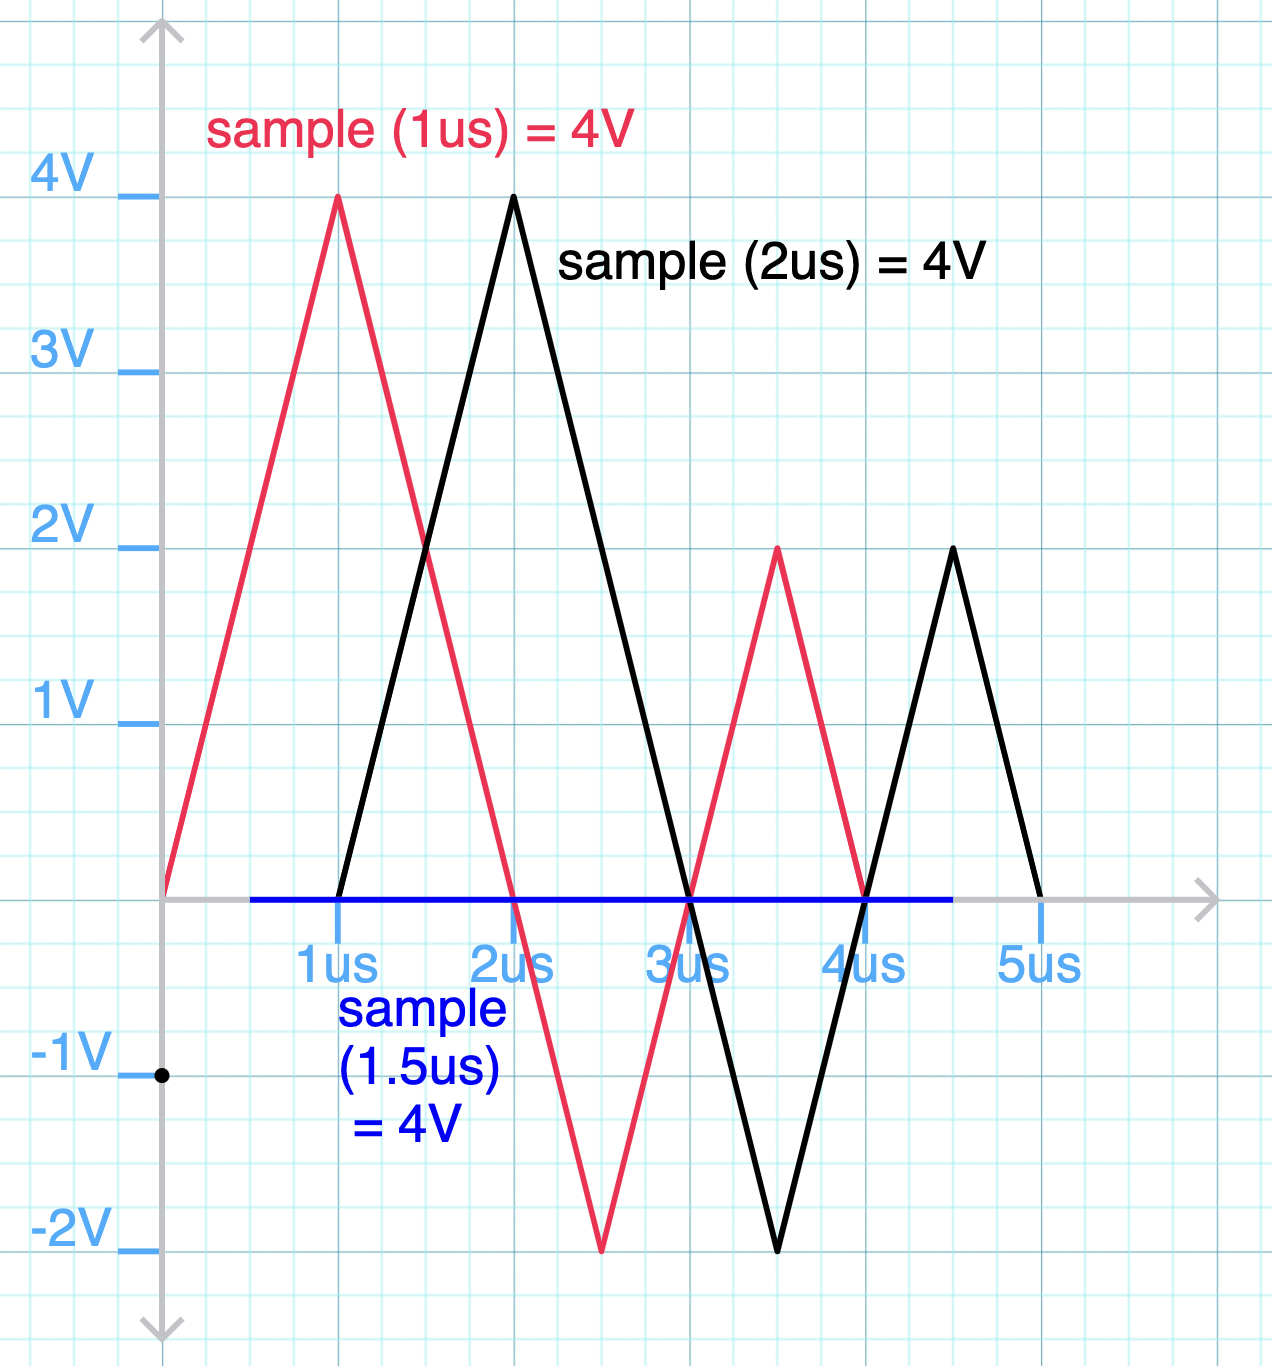 sample (1us) = 4V
4V
sample (2us) = 4V
3V
2V
1V
1us 2us 3us 4us 5us
sample
(1.5us)
= 4V
-1V
-2V